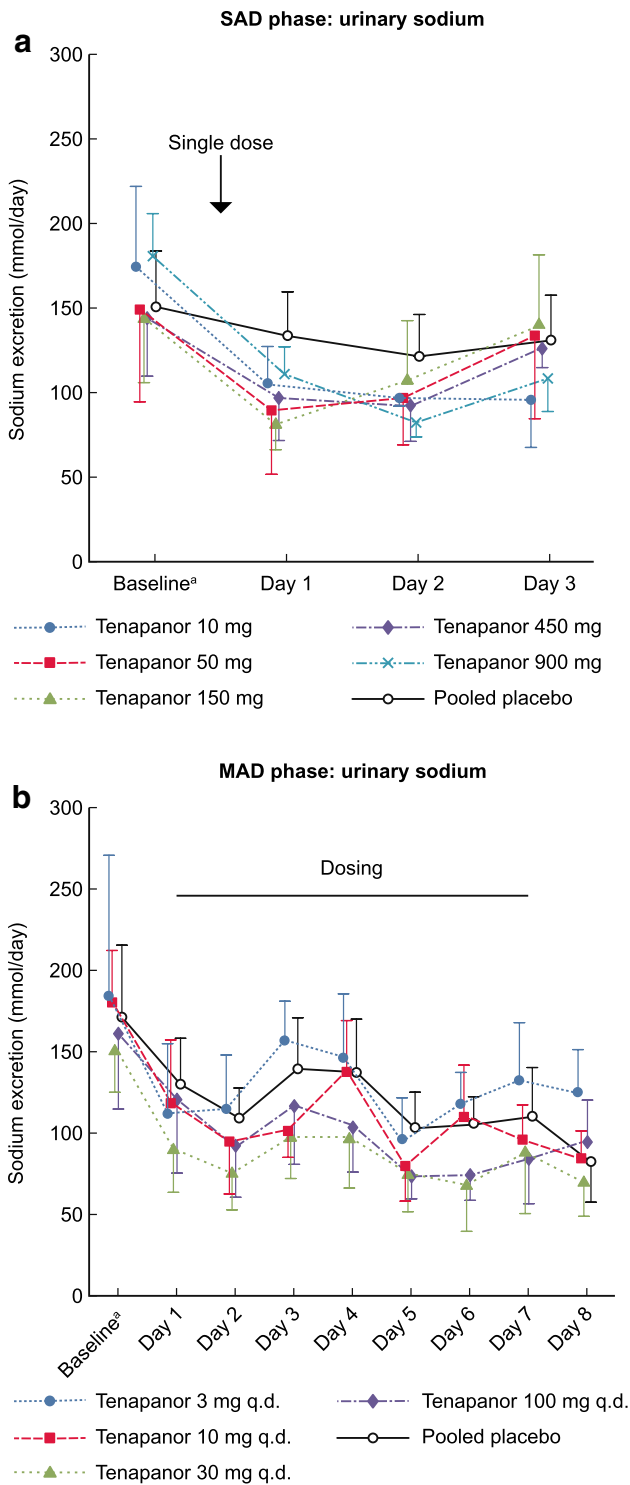 SAD phase: urinary sodium
a
300
250
200
150
100
50
0
Sodium excretion (mmol/day)
Single dose
Baselineᵃ Day 1 Day 2 Day 3
Tenapanor 10 mg Tenapanor 450 mg
Tenapanor 50 mg Tenapanor 900 mg
Tenapanor 150 mg Pooled placebo
MAD phase: urinary sodium
b
300
250
200
150
100
50
0
Sodium excretion (mmol/day)
Dosing
Baselineᵃ Day 1 Day 2 Day 3 Day 4 Day 5 Day 6 Day 7 Day 8
Tenapanor 3 mg q.d. Tenapanor 100 mg q.d.
Tenapanor 10 mg q.d. Pooled placebo
Tenapanor 30 mg q.d.